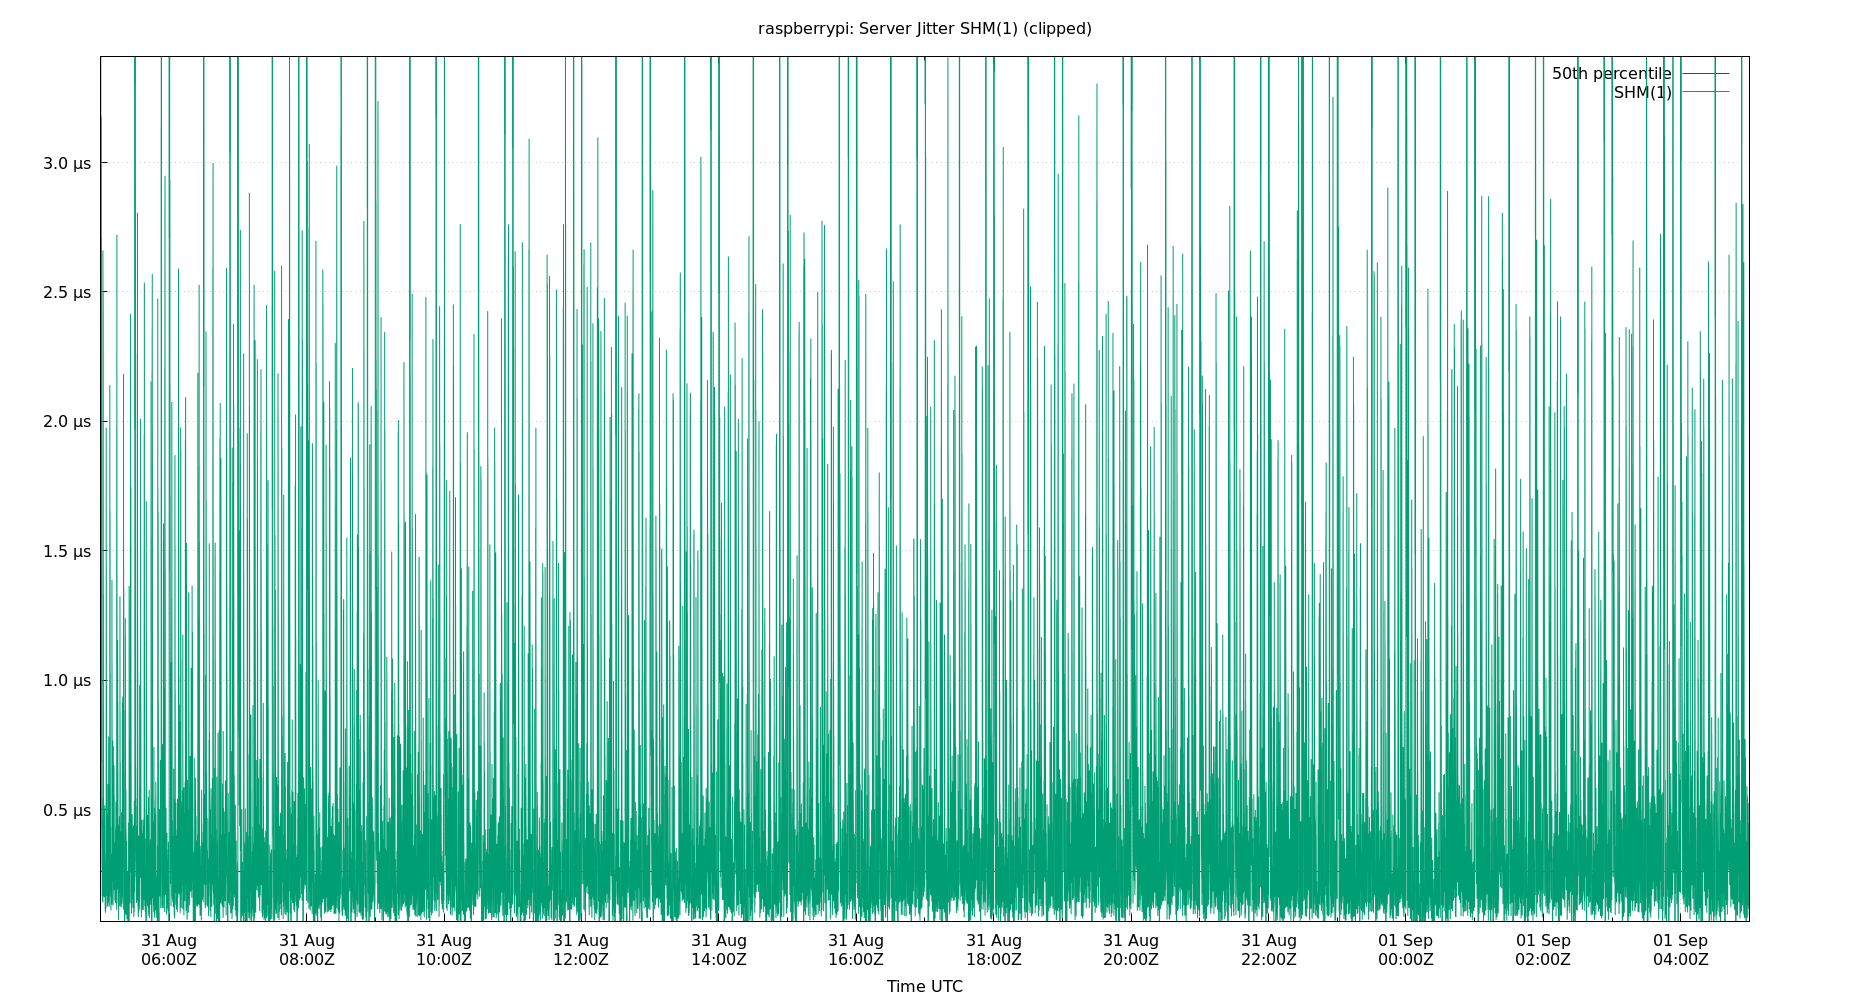 raspberrypi: Server Jitter SHM(1) (clipped)
50th percentile
SHM(1)
3.0 µs
2.5 µs
2.0 µs
1.5 µs
1.0 µs
0.5 µs
31 Aug 31 Aug 31 Aug 31 Aug 31 Aug 31 Aug 31 Aug 31 Aug 31 Aug 01 Sep 01 Sep 01 Sep
06:00Z 08:00Z 10:00Z 12:00Z 14:00Z 16:00Z 18:00Z 20:00Z 22:00Z 00:00Z 02:00Z 04:00Z
Time UTC